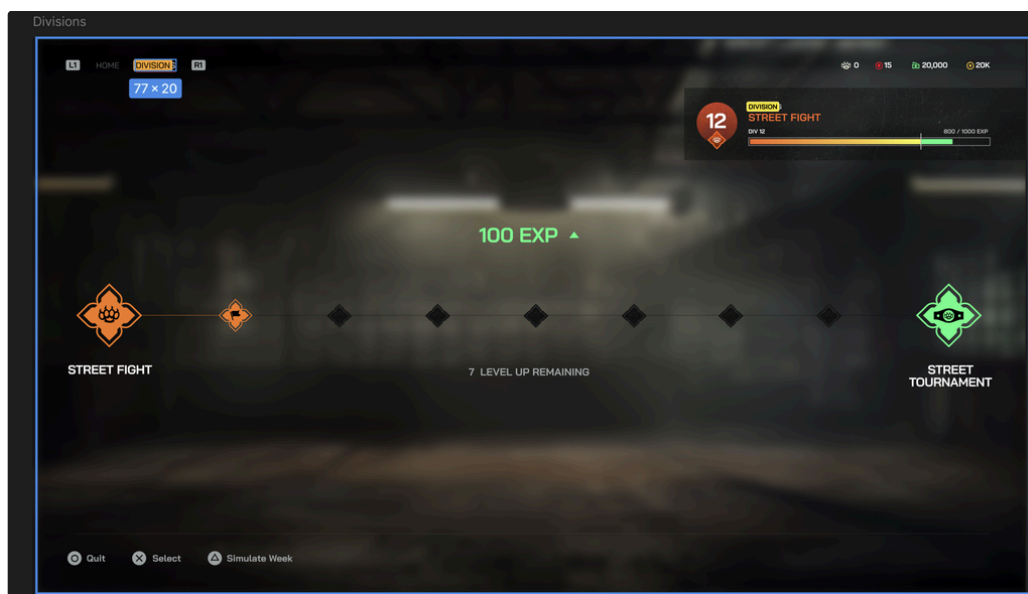 Divisions
L1 HOME DIVISION R1
77 × 20
0 15 20,000 20K
12
DIVISION
STREET FIGHT
DIV 12 800 / 1000 EXP
100 EXP
STREET FIGHT
7 LEVEL UP REMAINING
STREET
TOURNAMENT
Quit Select Simulate Week